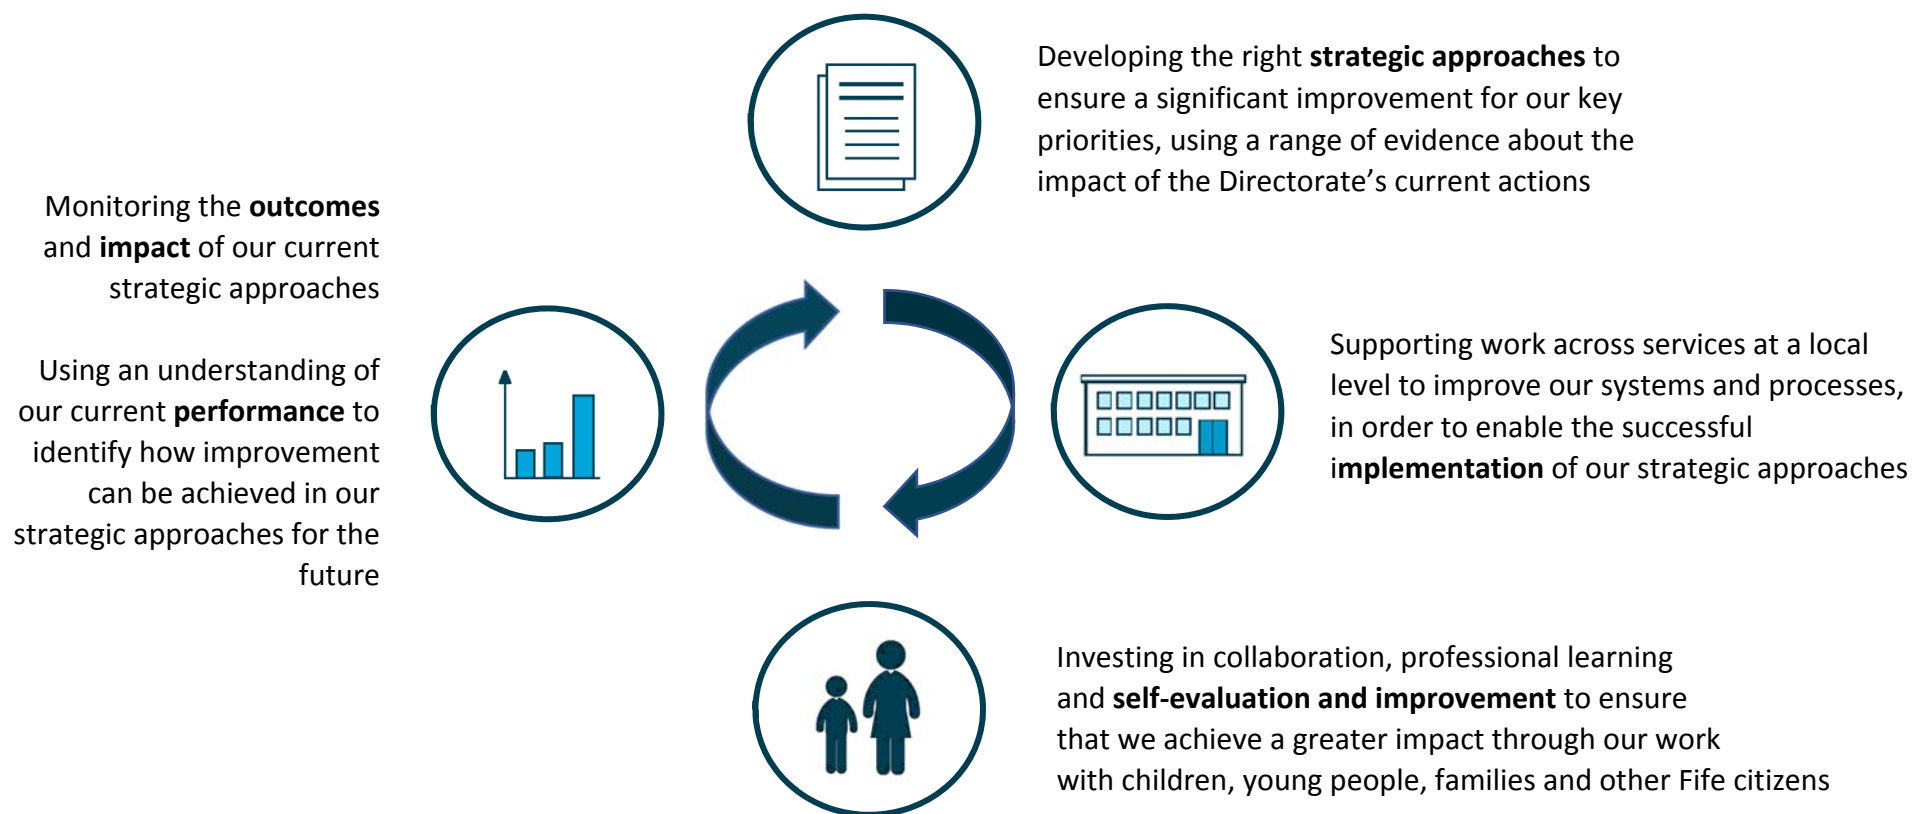 Developing the right strategic approaches to
ensure a significant improvement for our key
priorities, using a range of evidence about the
impact of the Directorate’s current actions
Monitoring the outcomes
and impact of our current
strategic approaches
Using an understanding of
our current performance to
identify how improvement
can be achieved in our
strategic approaches for the
future
Supporting work across services at a local
level to improve our systems and processes,
in order to enable the successful
implementation of our strategic approaches
Investing in collaboration, professional learning
and self-evaluation and improvement to ensure
that we achieve a greater impact through our work
with children, young people, families and other Fife citizens